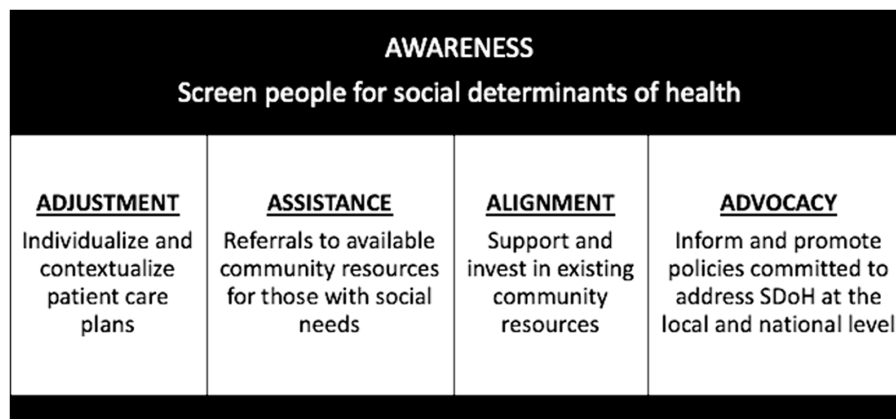 AWARENESS
Screen people for social determinants of health
ADJUSTMENT
Individualize and
contextualize
patient care
plans
ASSISTANCE
Referrals to available
community resources
for those with social
needs
ALIGNMENT
Support and
invest in existing
community
resources
ADVOCACY
Inform and promote
policies committed to
address SDoH at the
local and national level